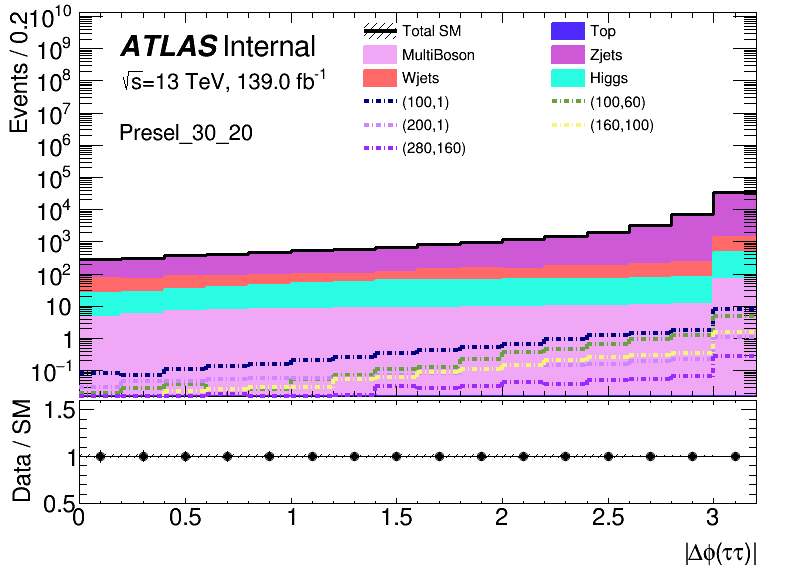 ATLAS Internal
√s=13 TeV, 139.0 fb⁻¹
Presel_30_20
Total SM
Top
MultiBoson
Zjets
Wjets
Higgs
(100,1)
(100,60)
(200,1)
(160,100)
(280,160)
Events / 0.2
10¹⁰
10⁹
10⁸
10⁷
10⁶
10⁵
10⁴
10³
10²
10
1
10⁻¹
Data / SM
1.5
1
0.5
0 0.5 1 1.5 2 2.5 3
|Δϕ(ττ)|